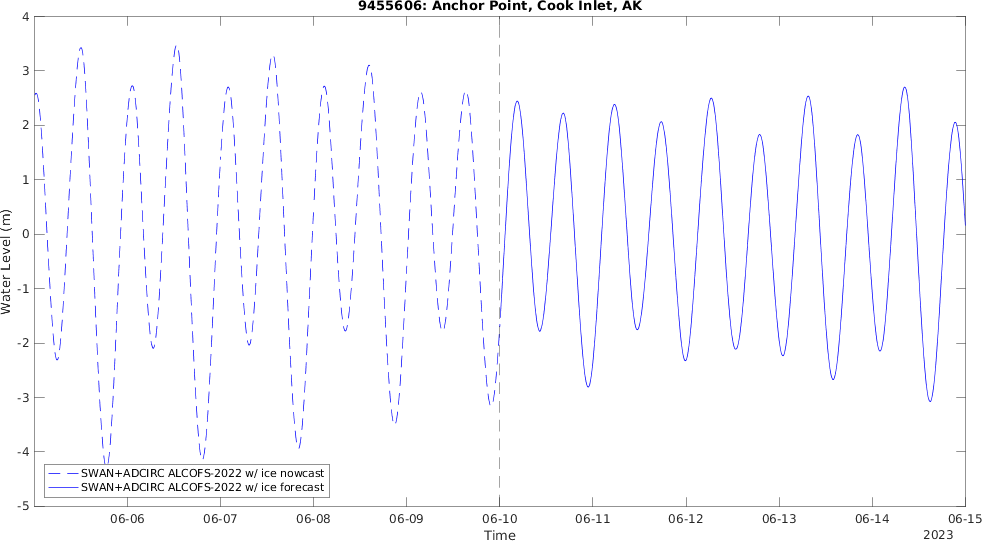 9455606: Anchor Point, Cook Inlet, AK
4
3
2
1
0
-1
-2
-3
-4
-5
Water Level (m)
SWAN+ADCIRC ALCOFS-2022 w/ ice nowcast
SWAN+ADCIRC ALCOFS-2022 w/ ice forecast
06-06 06-07 06-08 06-09 06-10 06-11 06-12 06-13 06-14 06-15
Time
2023